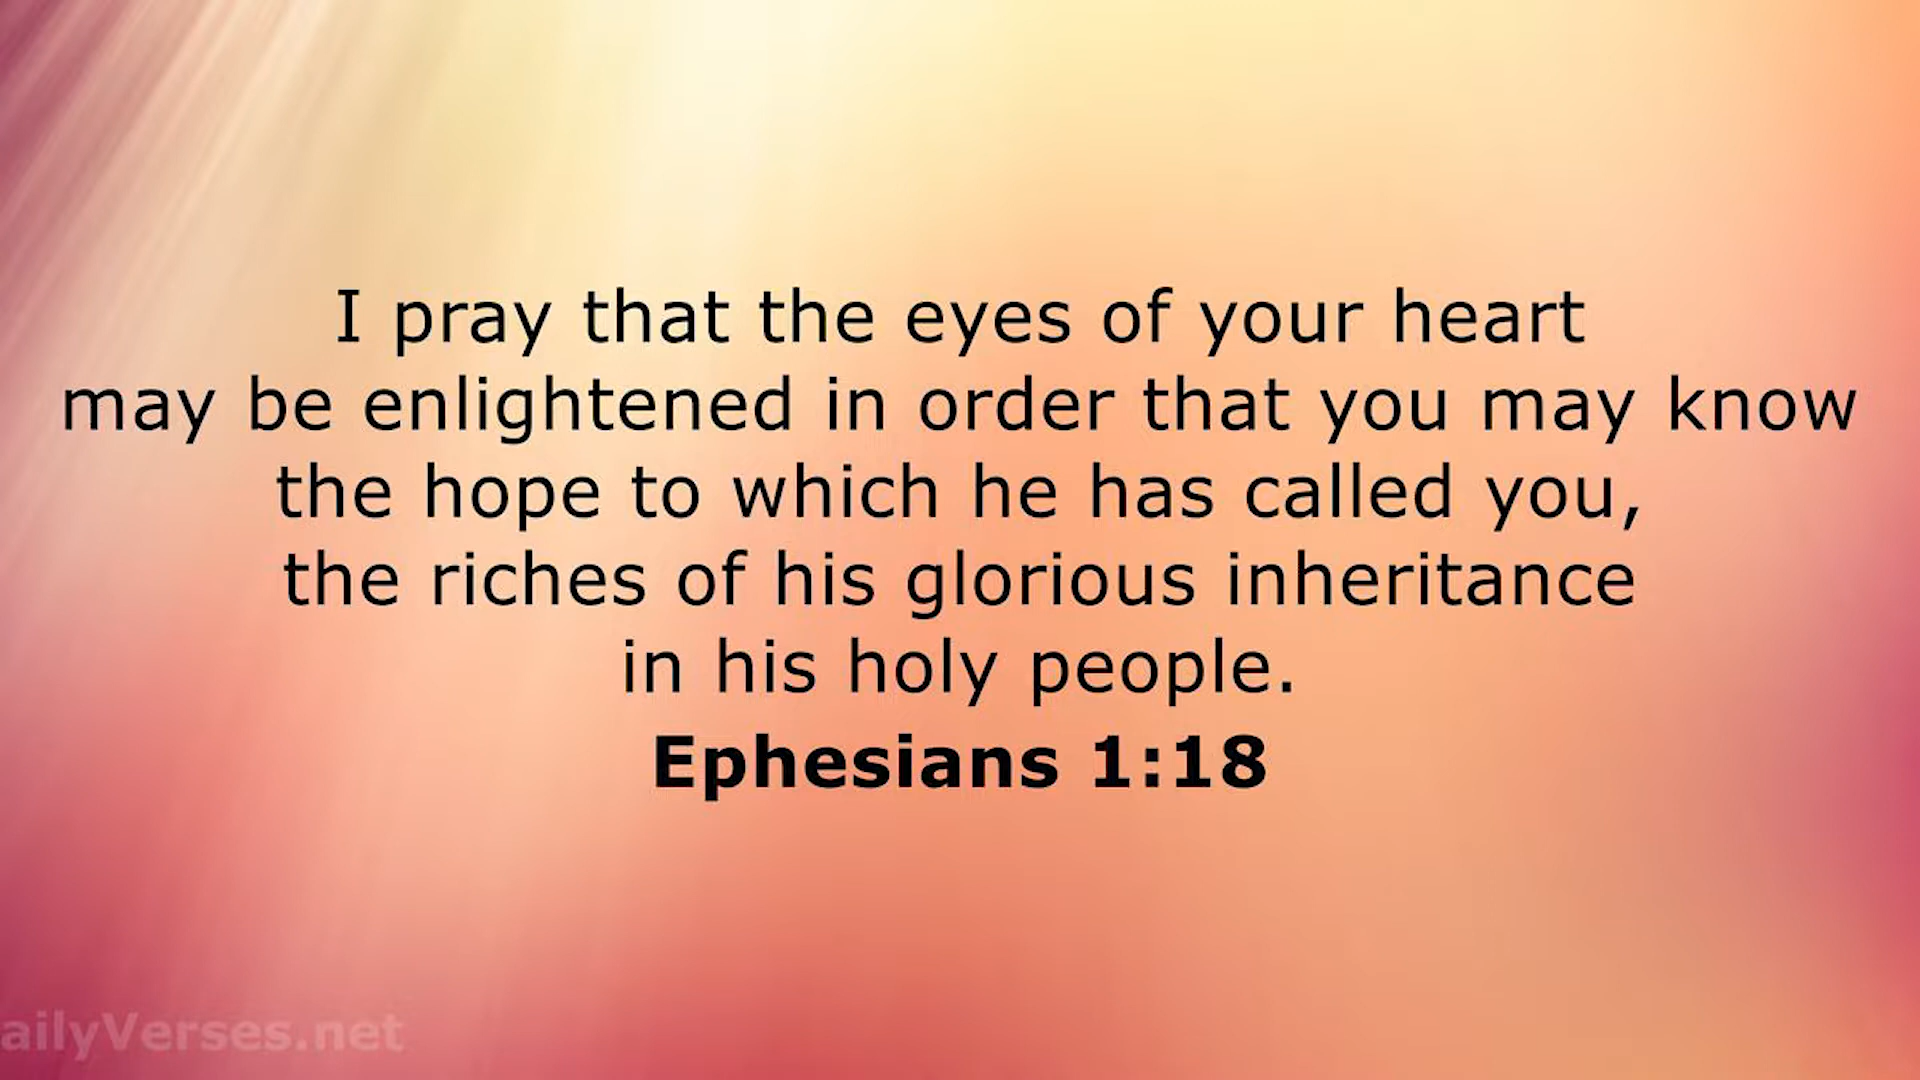 I pray that the eyes of your heart
may be enlightened in order that you may know
the hope to which he has called you,
the riches of his glorious inheritance
in his holy people.
Ephesians 1:18
ailyVerses.net